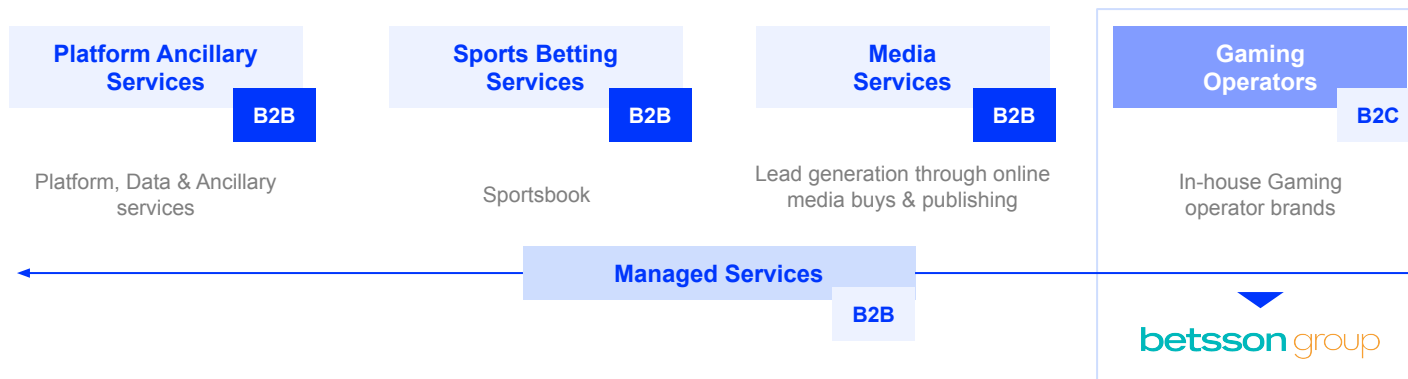 Platform Ancillary
Services
B2B
Platform, Data & Ancillary
services
Sports Betting
Services
B2B
Sportsbook
Media
Services
B2B
Lead generation through online
media buys & publishing
Gaming
Operators
B2C
In-house Gaming
operator brands
Managed Services
B2B
betsson group